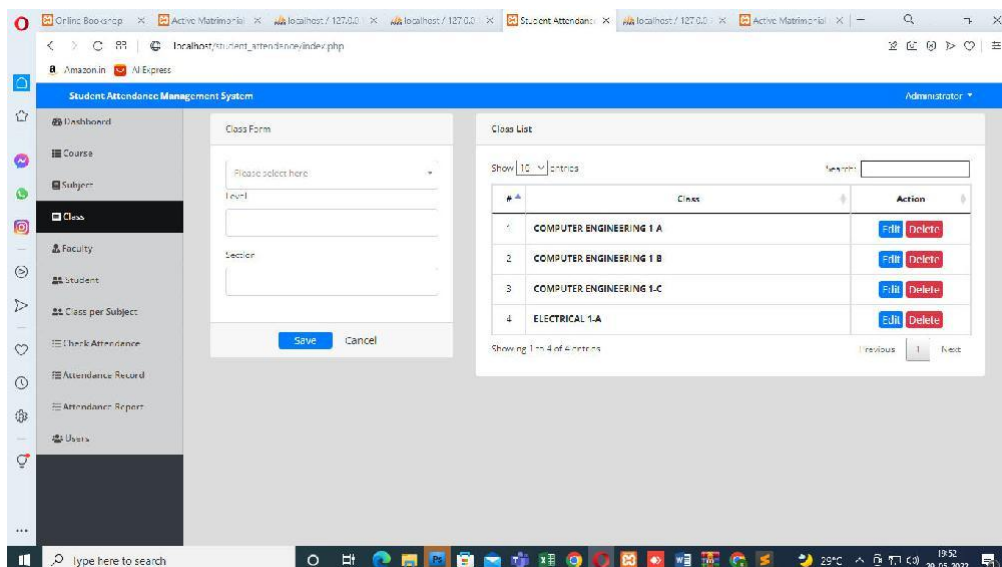 Online Bookshop
Active Matrimonial
localhost / 127.0.0
localhost / 127.0.0
Student Attendance
localhost / 127.0.0
Active Matrimonial
localhost/student_attendance/index.php
Amazon.in
AliExpress
Student Attendance Management System
Administrator
Dashboard
Course
Subject
Class
Faculty
Student
Class per Subject
Check Attendance
Attendance Record
Attendance Report
Users
Class Form
Please select here
Level
Section
Save Cancel
Class List
Show 10 entries
Search:
# Class Action
1 COMPUTER ENGINEERING 1-A Edit Delete
2 COMPUTER ENGINEERING 1-B Edit Delete
3 COMPUTER ENGINEERING 1-C Edit Delete
4 ELECTRICAL 1-A Edit Delete
Showing 1 to 4 of 4 entries
Previous 1 Next
Type here to search
29°C
19:52
30-05-2022